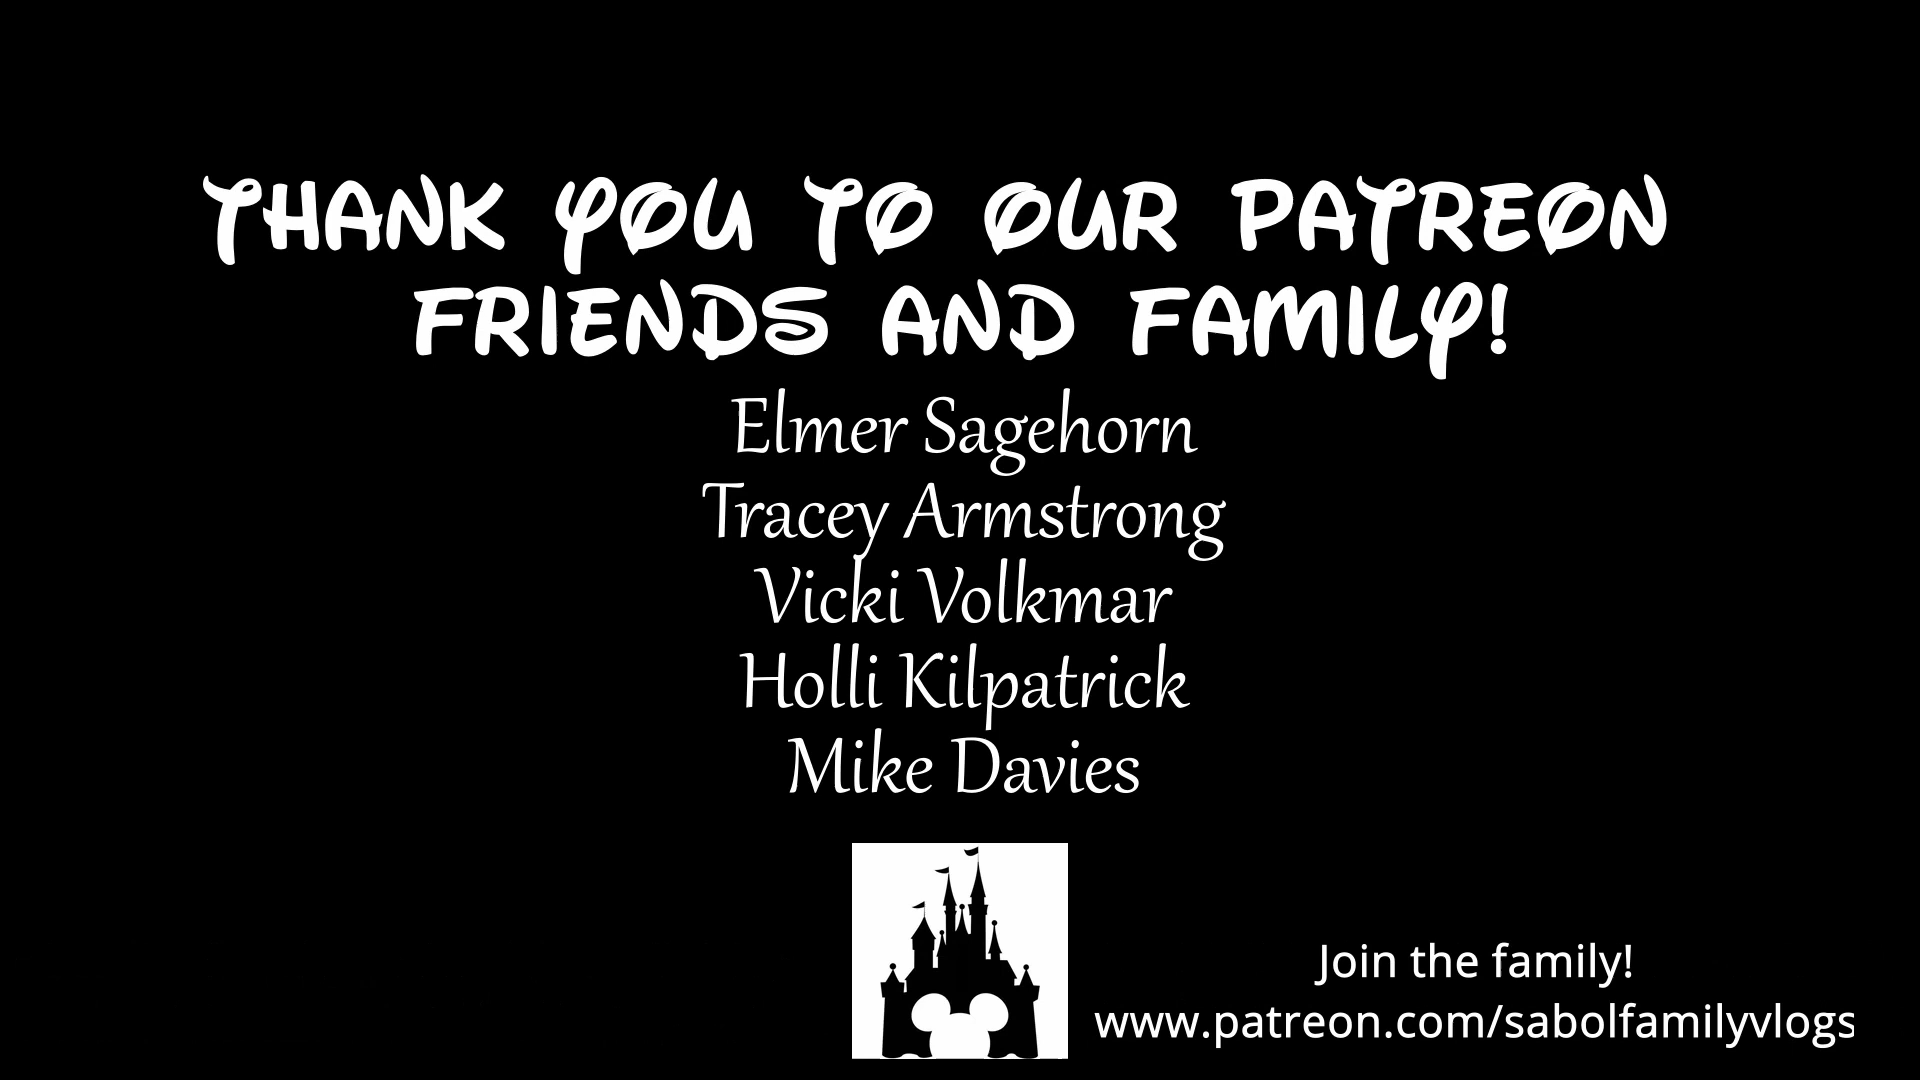 THANK YOU TO OUR PATREON
FRIENDS AND FAMILY!
Elmer Sagehorn
Tracey Armstrong
Vicki Volkmar
Holli Kilpatrick
Mike Davies
Join the family!
www.patreon.com/sabolfamilyvlogs